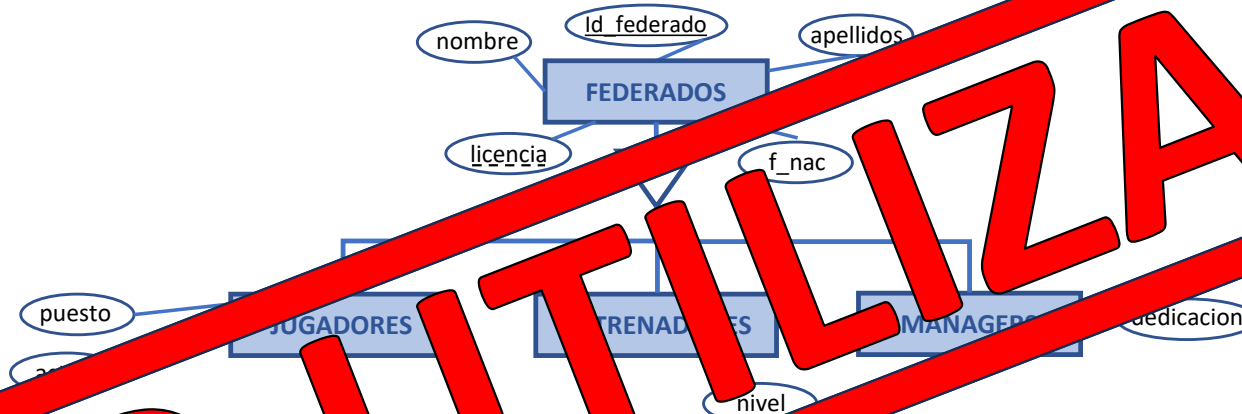 Id_federado
nombre
apellidos
FEDERADOS
licencia
f_nac
puesto
JUGADORES
MANAGERS
dedicacion
nivel
UTILIZA